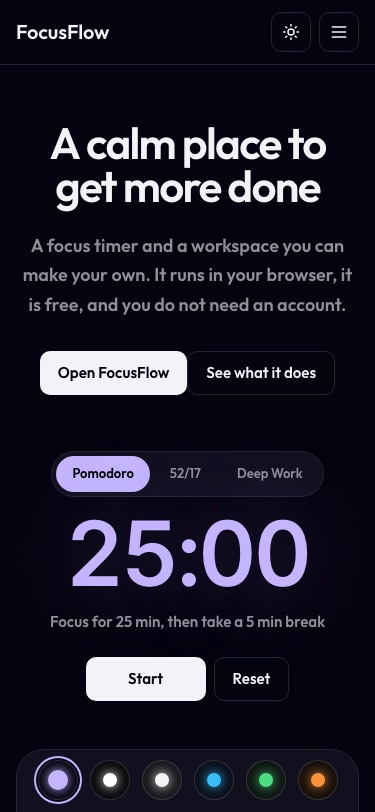 FocusFlow
A calm place to
get more done
A focus timer and a workspace you can
make your own. It runs in your browser, it
is free, and you do not need an account.
Open FocusFlow
See what it does
Pomodoro
52/17
Deep Work
25:00
Focus for 25 min, then take a 5 min break
Start
Reset